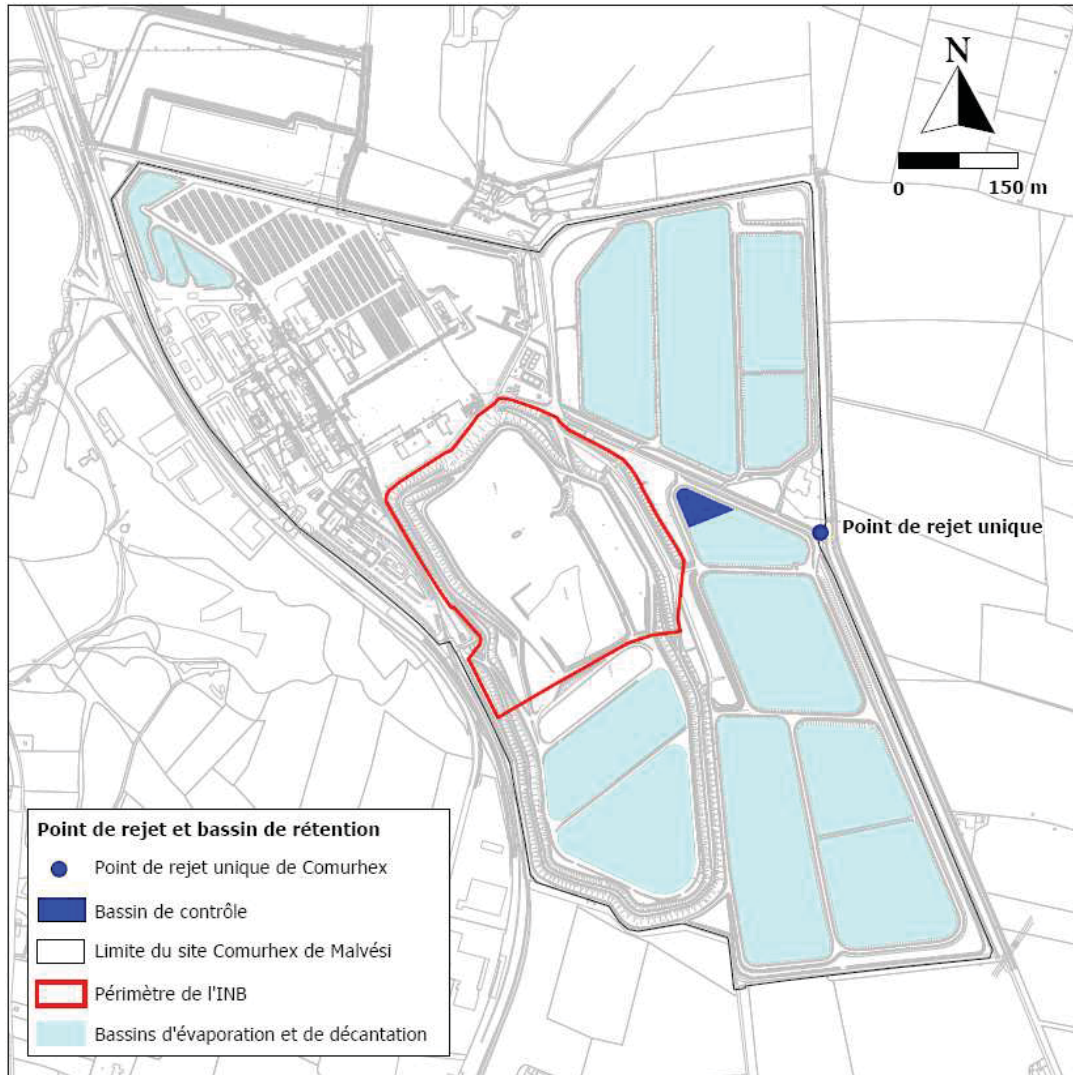 N
0 150 m
Point de rejet unique
Point de rejet et bassin de rétention
Point de rejet unique de Comurhex
Bassin de contrôle
Limite du site Comurhex de Malvési
Périmètre de l'INB
Bassins d'évaporation et de décantation